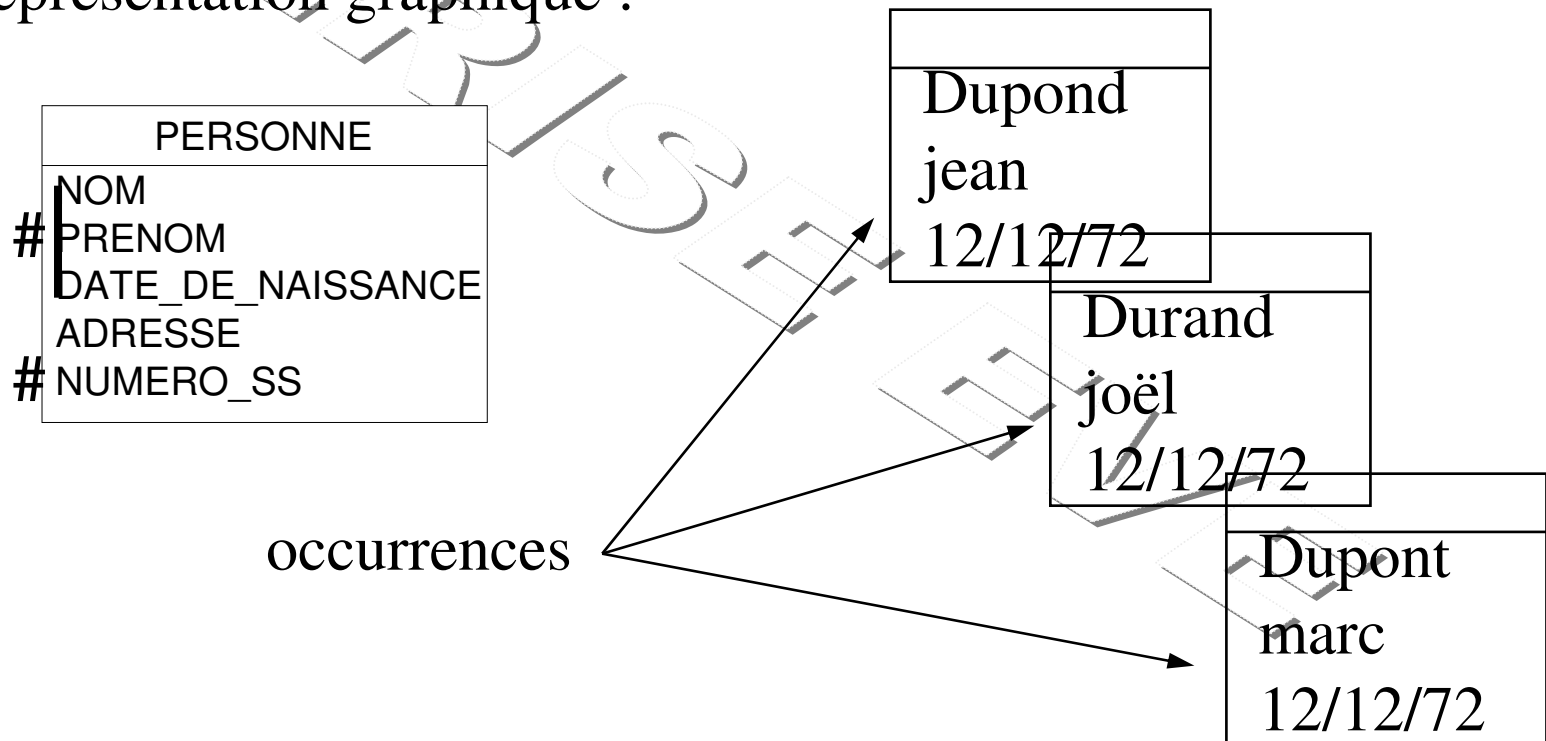 représentation graphique :
PERSONNE
NOM
# PRENOM
DATE_DE_NAISSANCE
ADRESSE
# NUMERO_SS
occurrences
Dupond
jean
12/12/72
Durand
joël
12/12/72
Dupont
marc
12/12/72